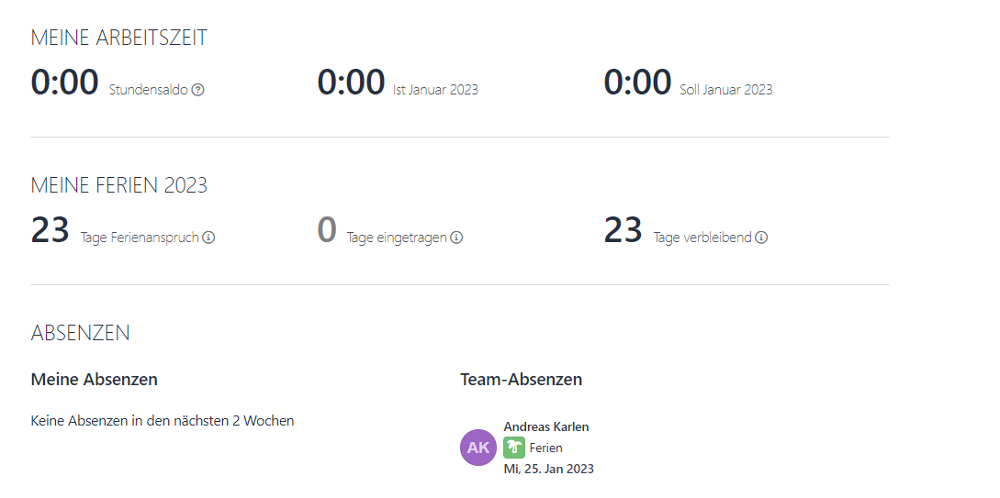 MEINE ARBEITSZEIT
0:00 Stundensaldo
0:00 Ist Januar 2023
0:00 Soll Januar 2023
MEINE FERIEN 2023
23 Tage Ferienanspruch
0 Tage eingetragen
23 Tage verbleibend
ABSENZEN
Meine Absenzen
Keine Absenzen in den nächsten 2 Wochen
Team-Absenzen
AK
Andreas Karlen
Ferien
Mi, 25. Jan 2023